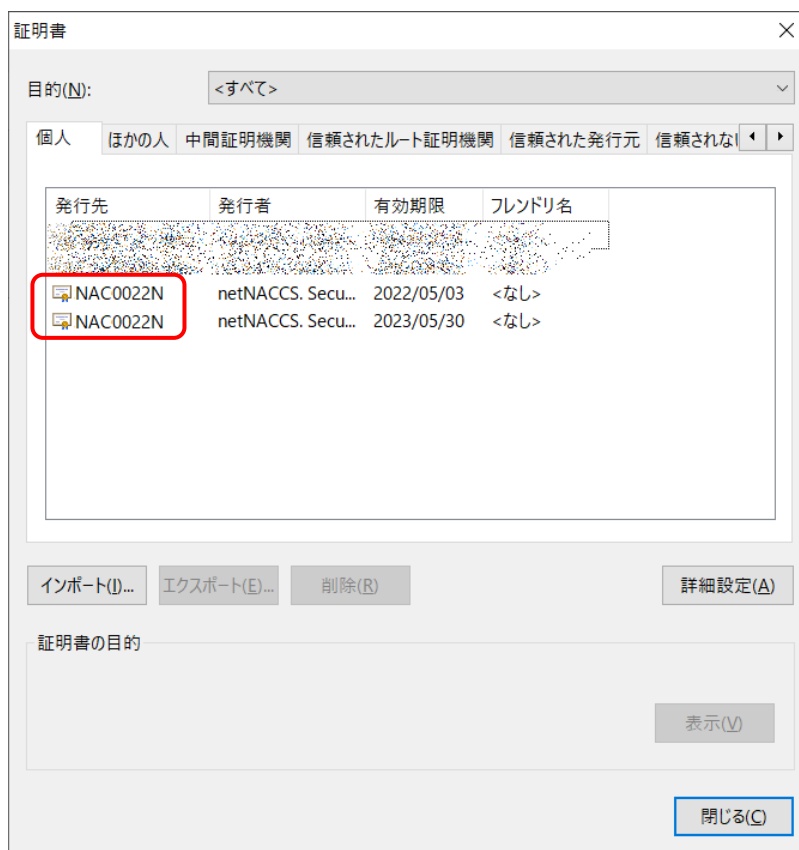 証明書
目的(N): <すべて>
個人 ほかの人 中間証明機関 信頼されたルート証明機関 信頼された発行元 信頼されない
発行先 発行者 有効期限 フレンドリ名
NAC0022N netNACCS. Secu... 2022/05/03 <なし>
NAC0022N netNACCS. Secu... 2023/05/30 <なし>
インポート(I)... エクスポート(E)... 削除(R) 詳細設定(A)
証明書の目的
表示(V)
閉じる(C)